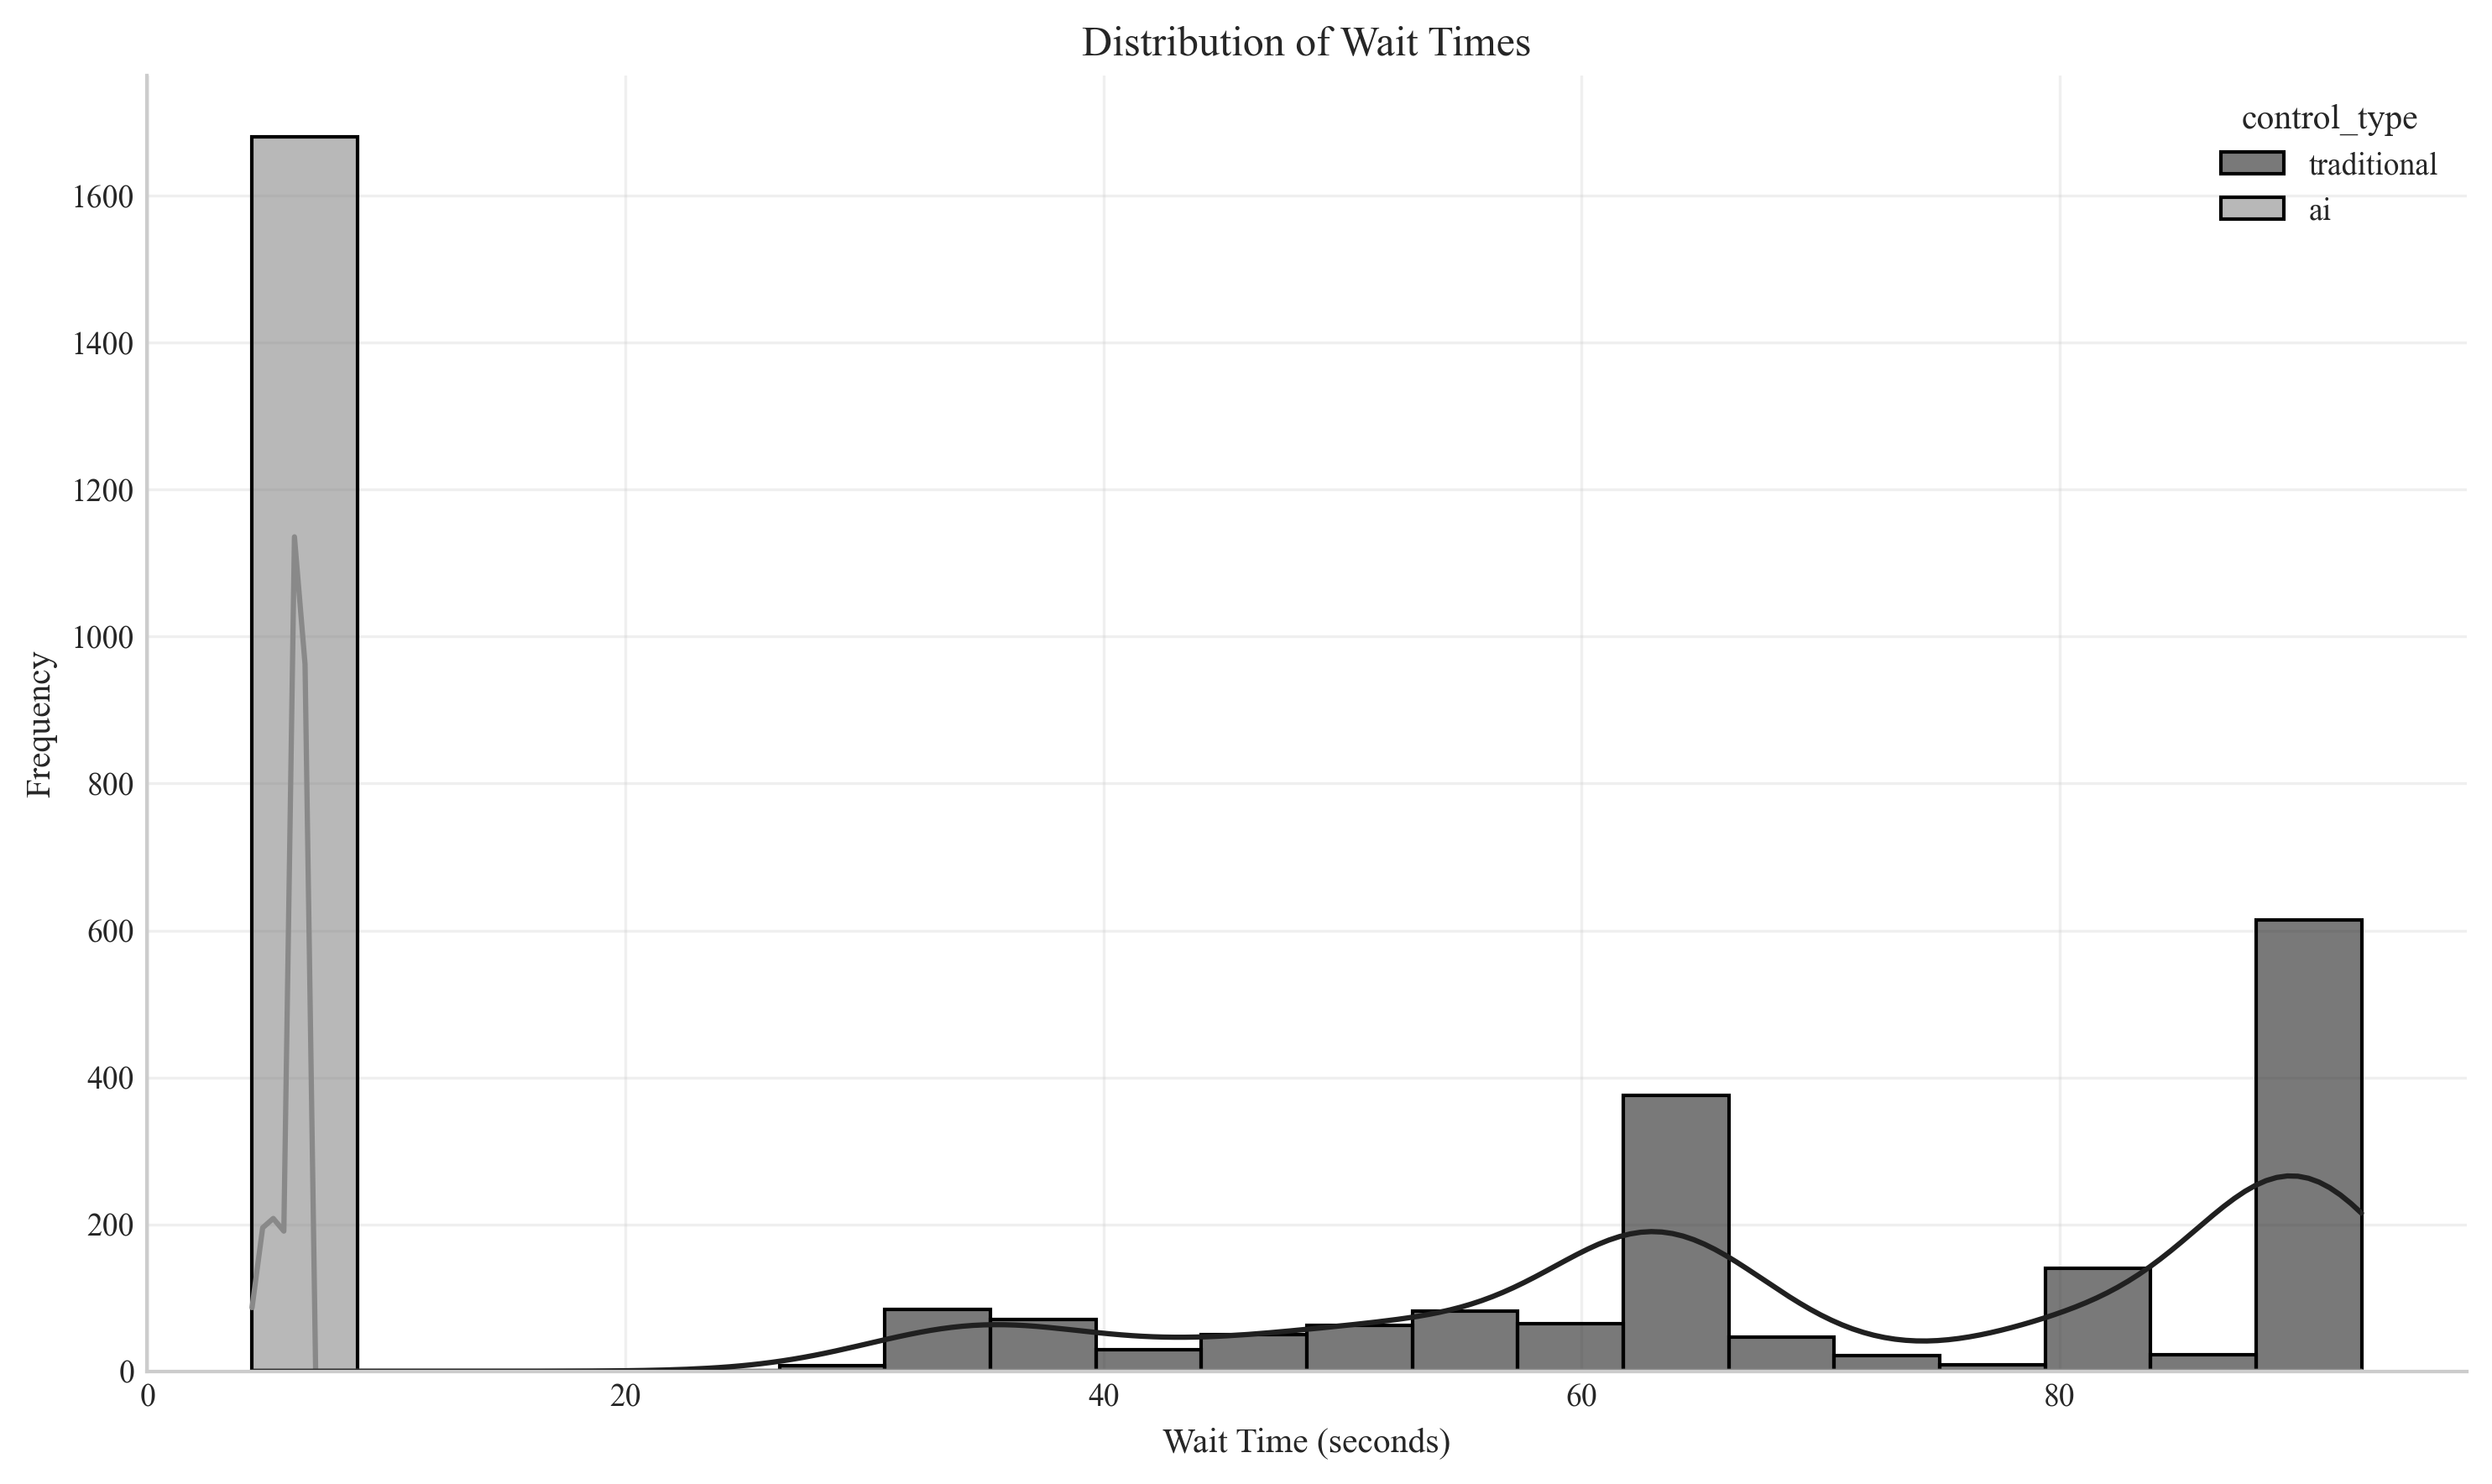 Distribution of Wait Times
control_type
traditional
ai
1600
1400
1200
1000
800
600
400
200
0
Frequency
0 20 40 60 80
Wait Time (seconds)